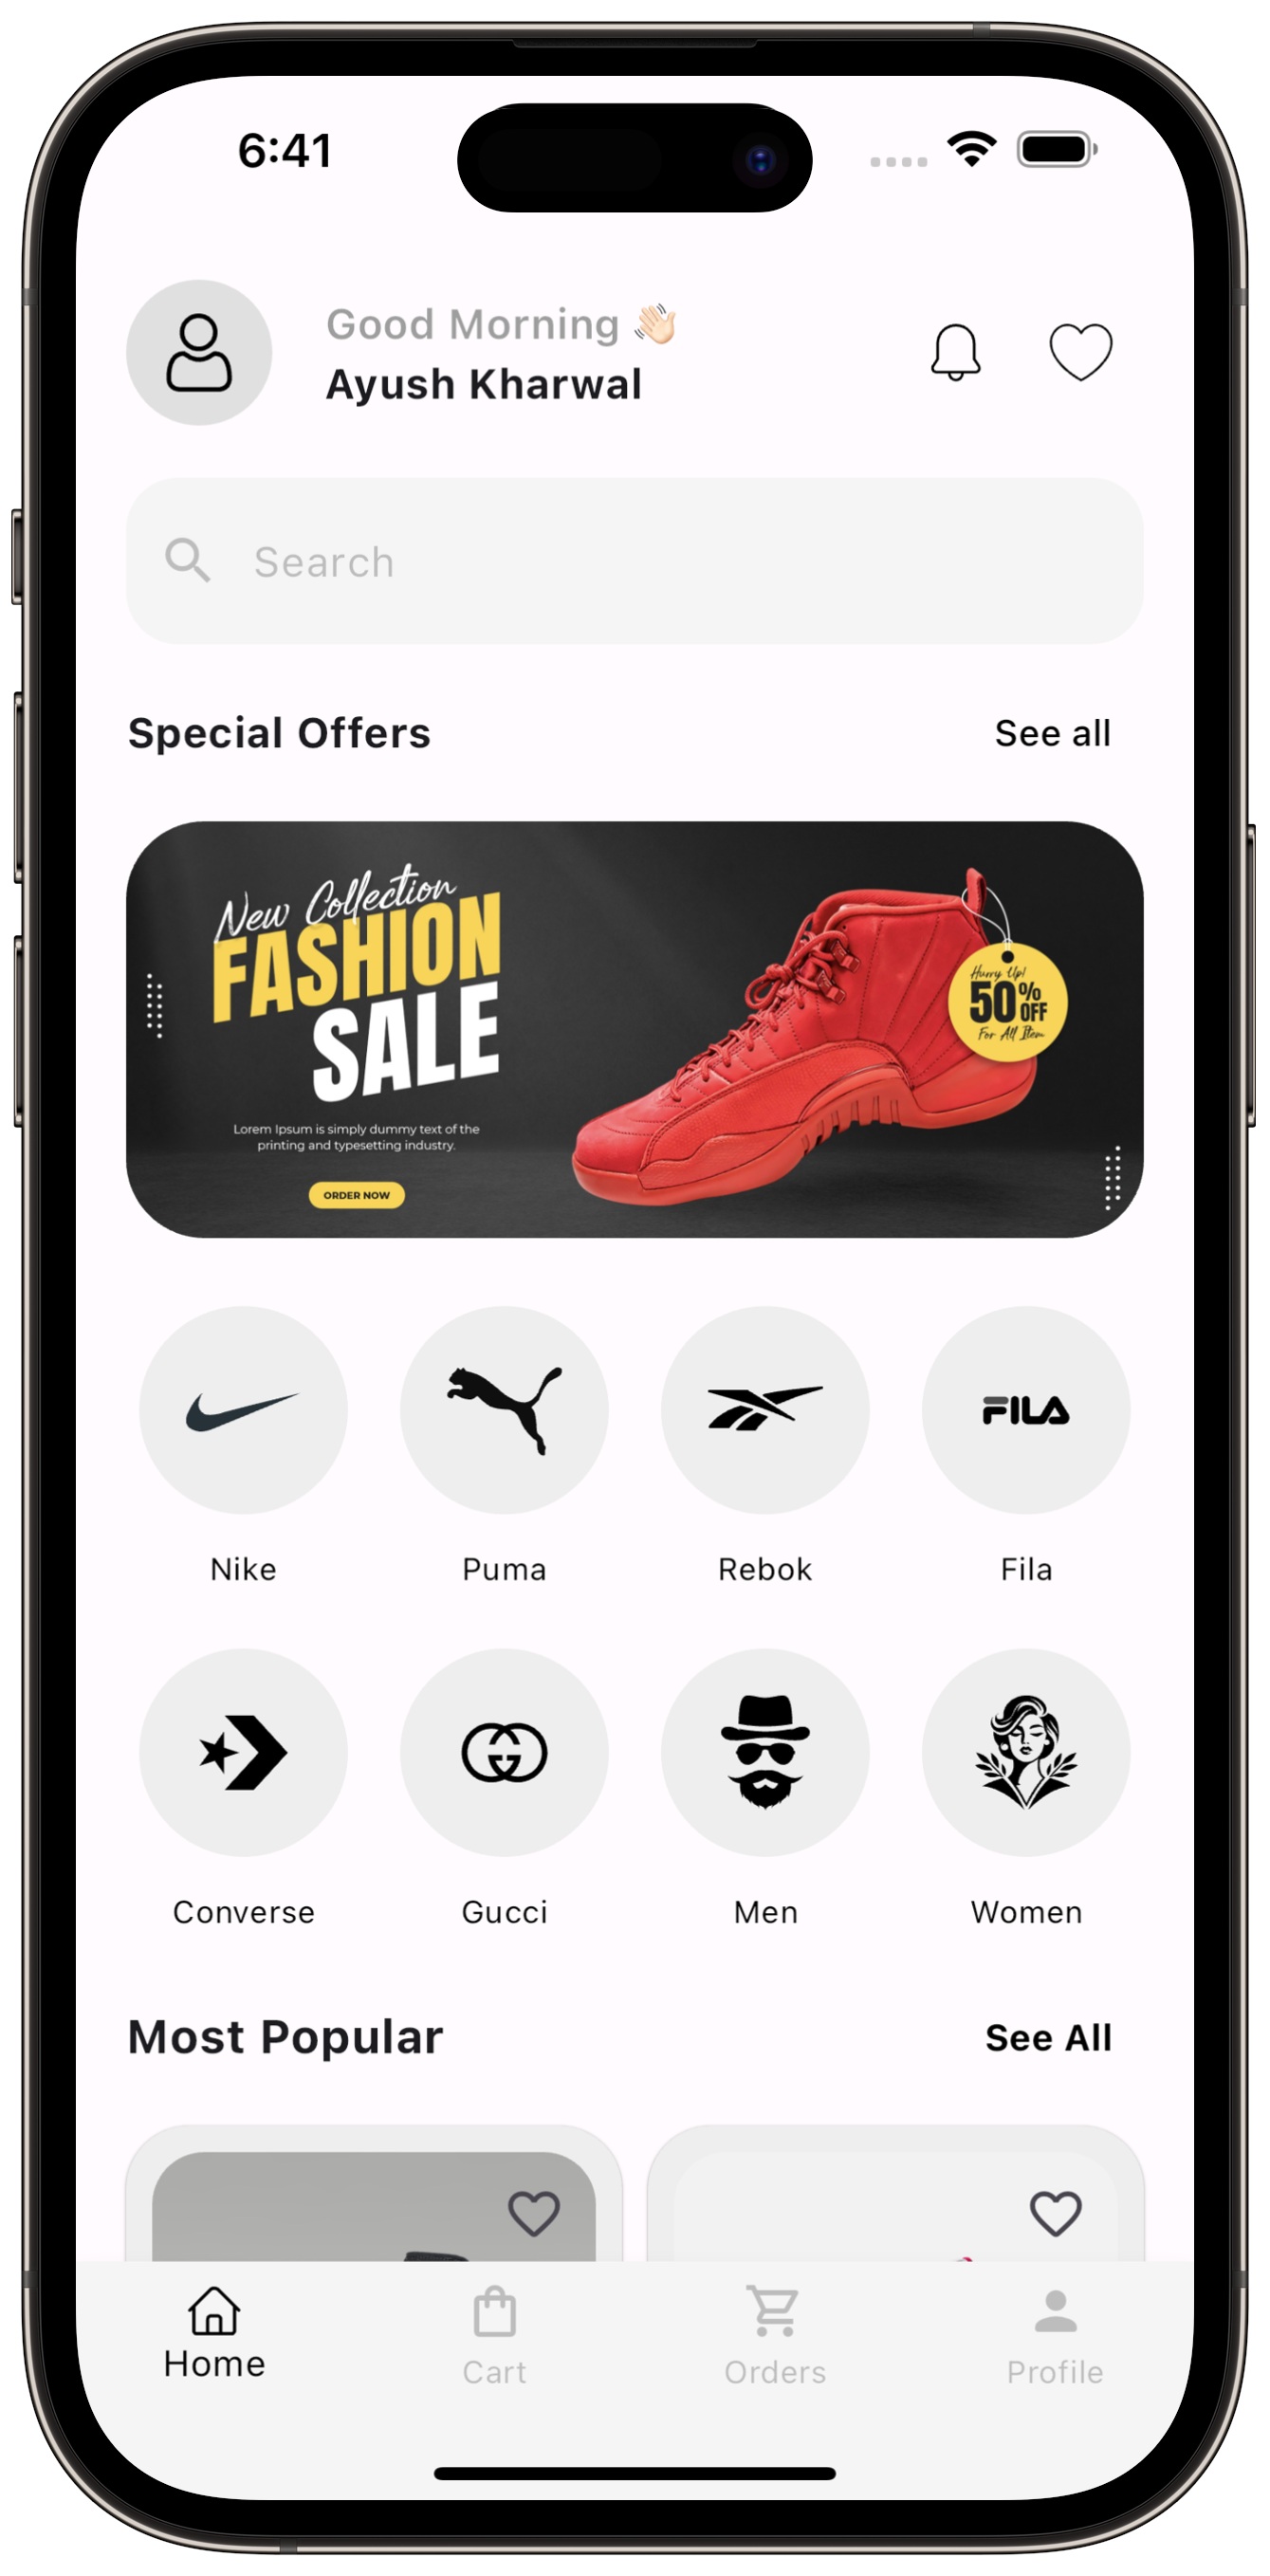 6:41
Good Morning 👋🏻
Ayush Kharwal
Search
Special Offers
See all
New Collection
FASHION
SALE
Lorem Ipsum is simply dummy text of the
printing and typesetting industry.
ORDER NOW
Hurry Up!
50% OFF
For All Item
FILA
Nike
Puma
Rebok
Fila
Converse
Gucci
Men
Women
Most Popular
See All
Home
Cart
Orders
Profile